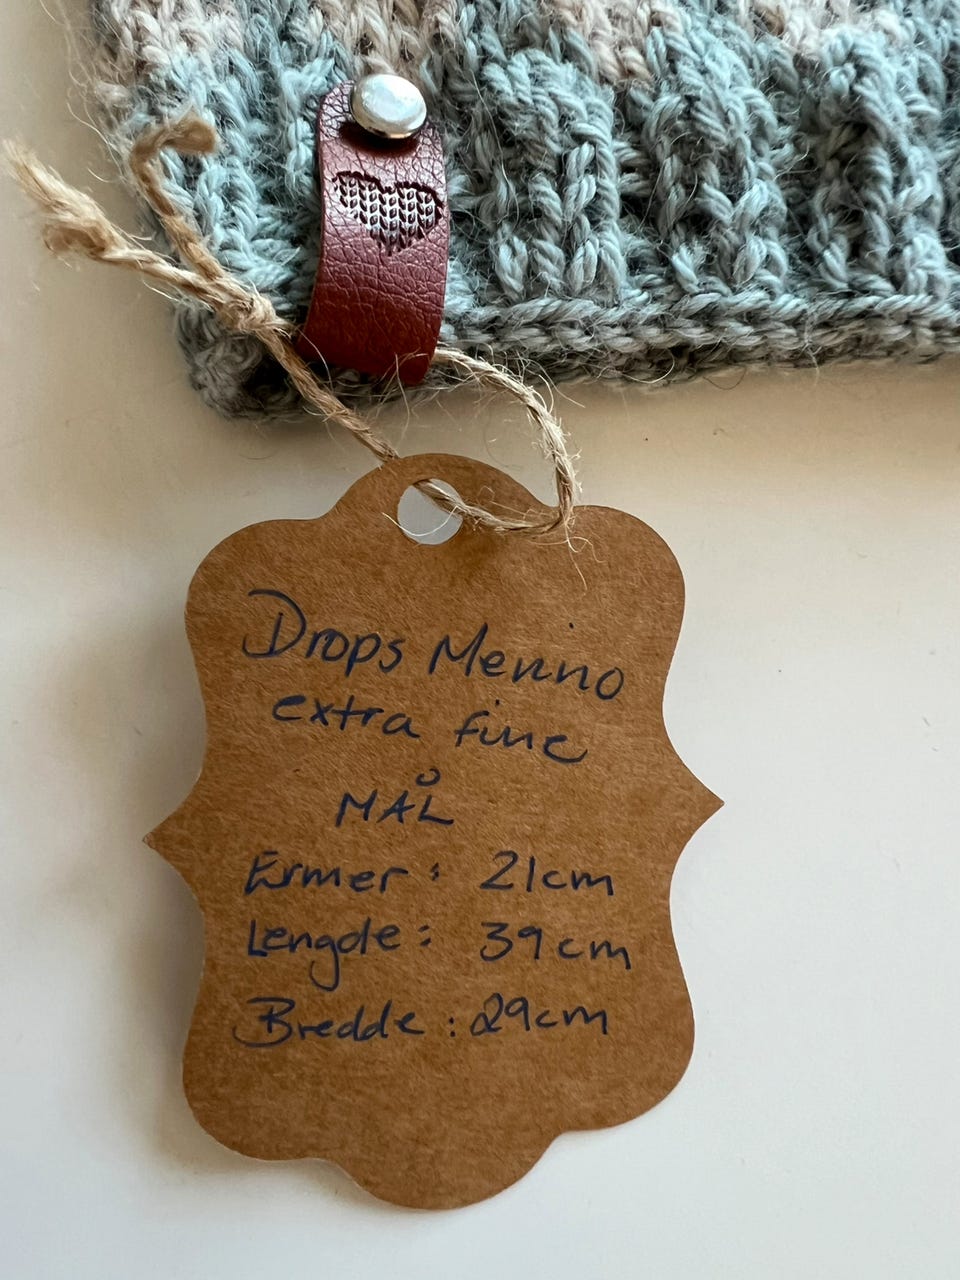 Drops Merino
extra fine
MÅL
Ermer: 21cm
Lengde: 39cm
Bredde: 29cm